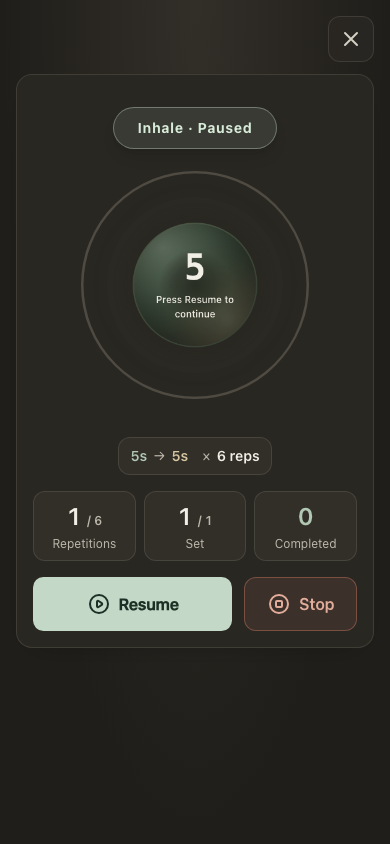 Inhale · Paused
5
Press Resume to
continue
5s → 5s × 6 reps
1 / 6
Repetitions
1 / 1
Set
0
Completed
Resume
Stop